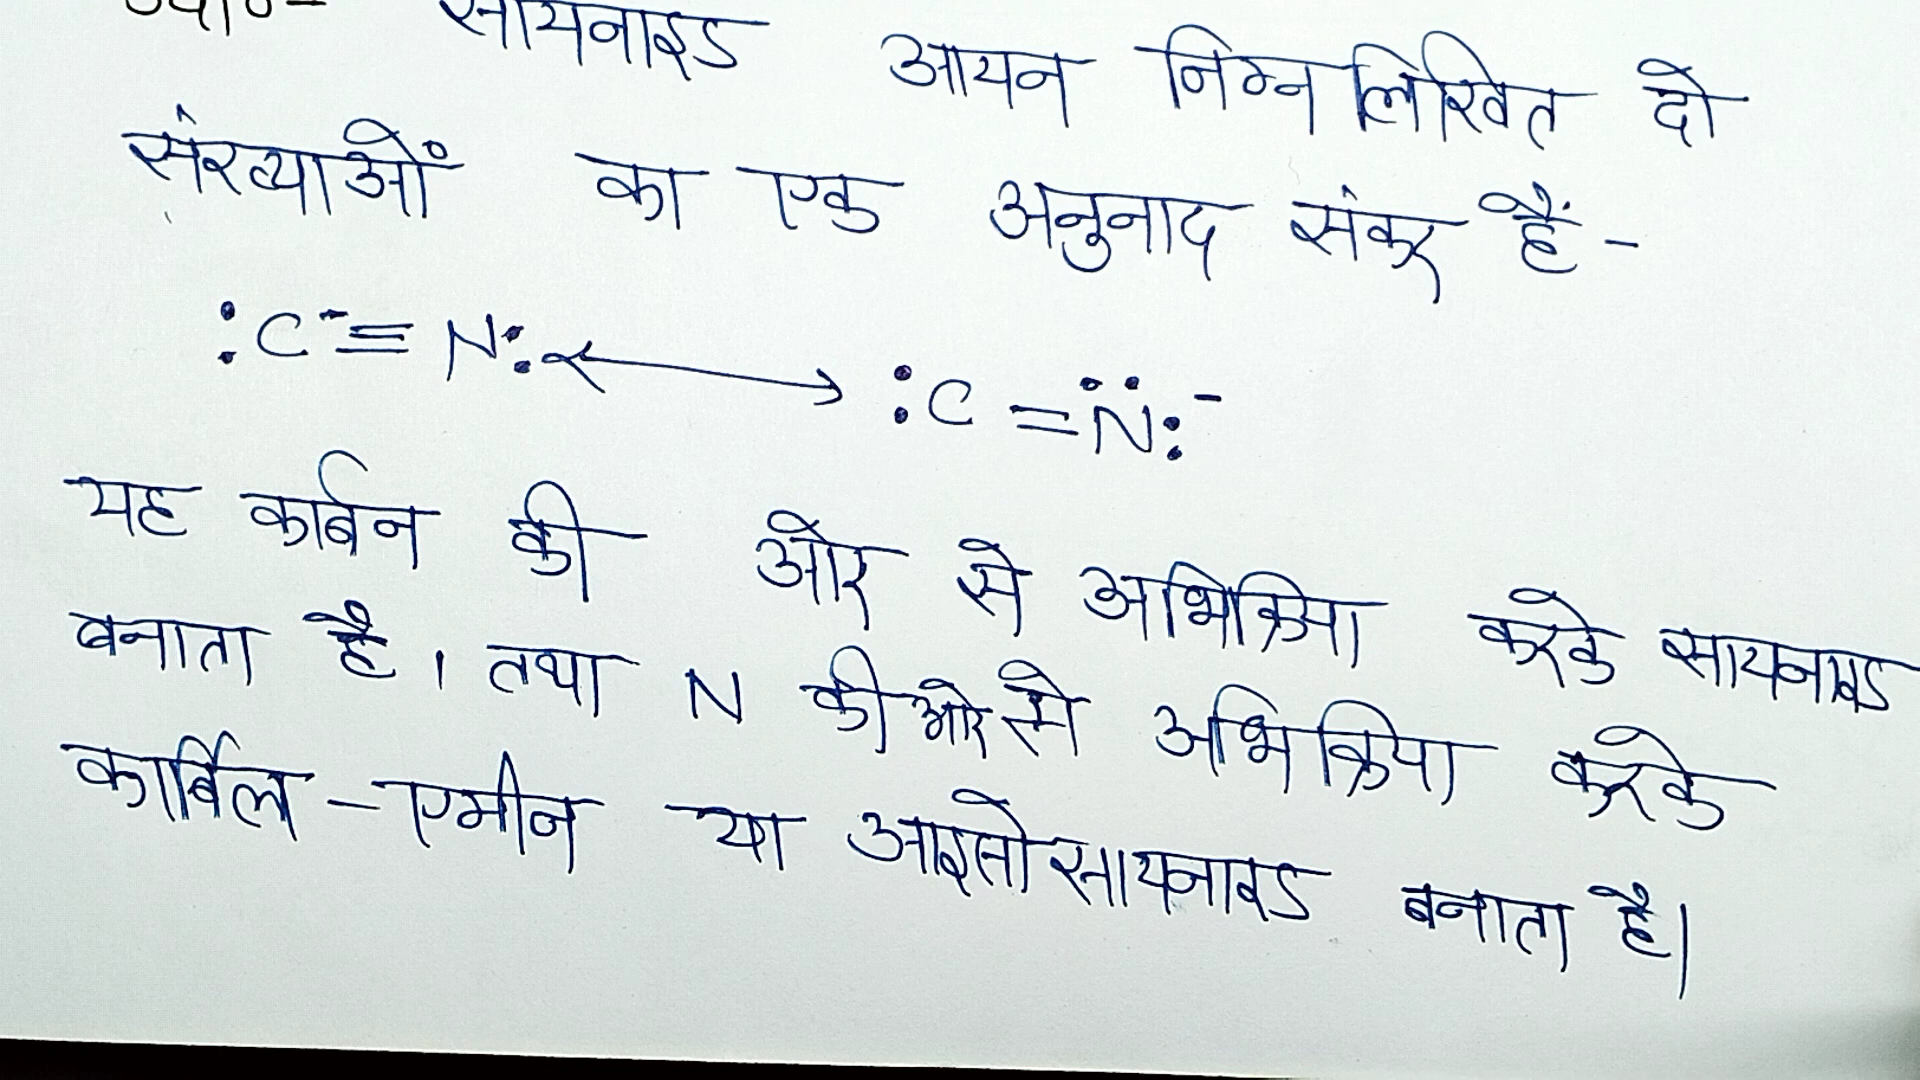 सायनाइड आयन निम्नलिखित दो
संरव्याओं का एक अनुनाद संकर हैं -
:C⁻≡ N: ⟷ :C = N̈:⁻
यह कार्बन की ओर से अभिक्रिया करके सायनाइड
बनाता है । तथा N की ओर से अभिक्रिया करके
कार्बिल - एमीन या आइसोसायनाइड बनाता है।